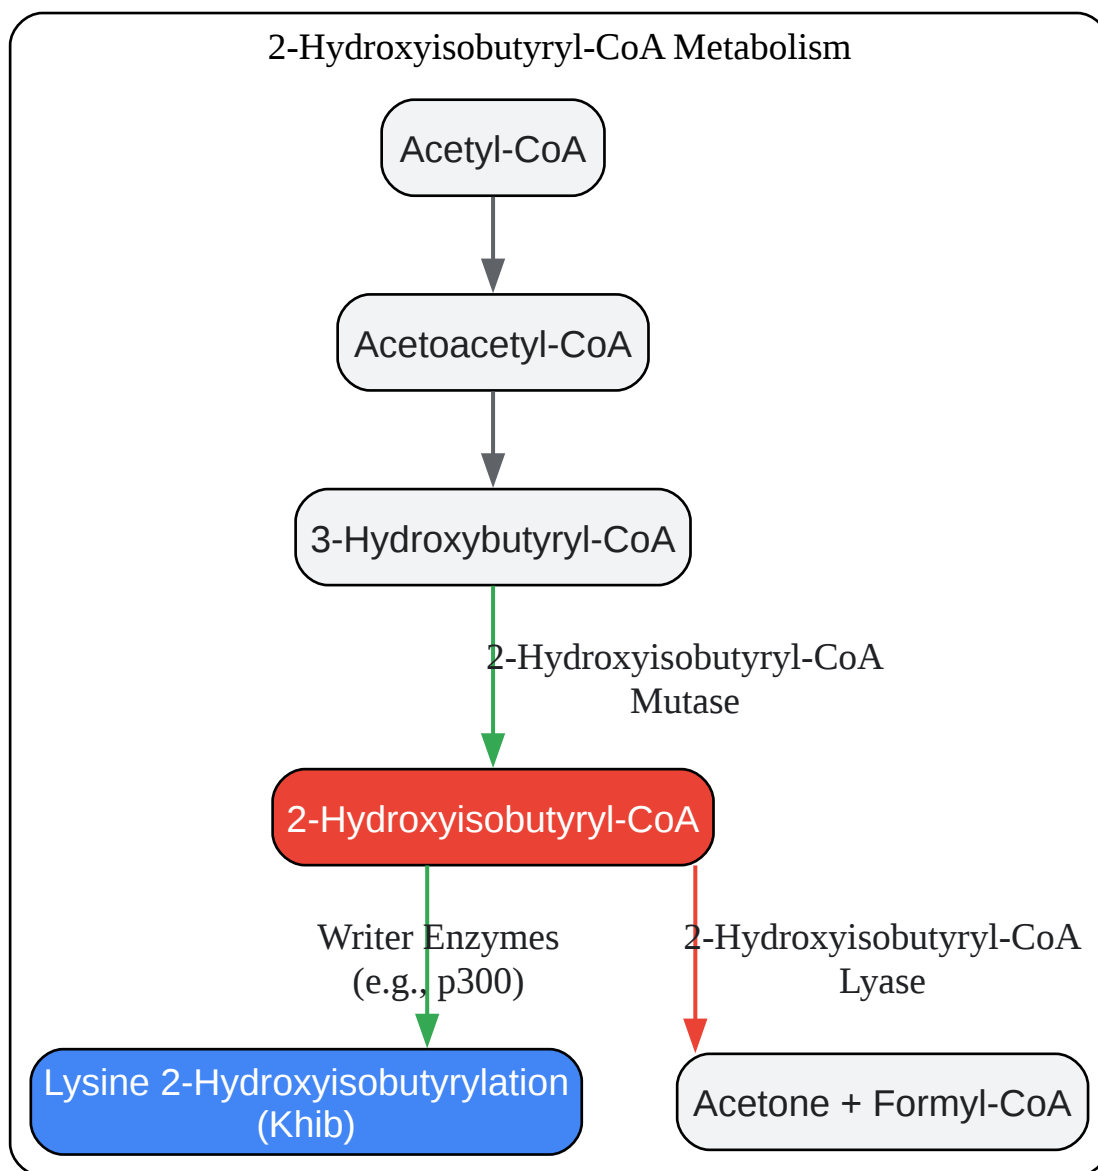 2-Hydroxyisobutyryl-CoA Metabolism
Acetyl-CoA
Acetoacetyl-CoA
3-Hydroxybutyryl-CoA
2-Hydroxyisobutyryl-CoA
Mutase
2-Hydroxyisobutyryl-CoA
Writer Enzymes
(e.g., p300)
2-Hydroxyisobutyryl-CoA
Lyase
Lysine 2-Hydroxyisobutyrylation
(Khib)
Acetone + Formyl-CoA